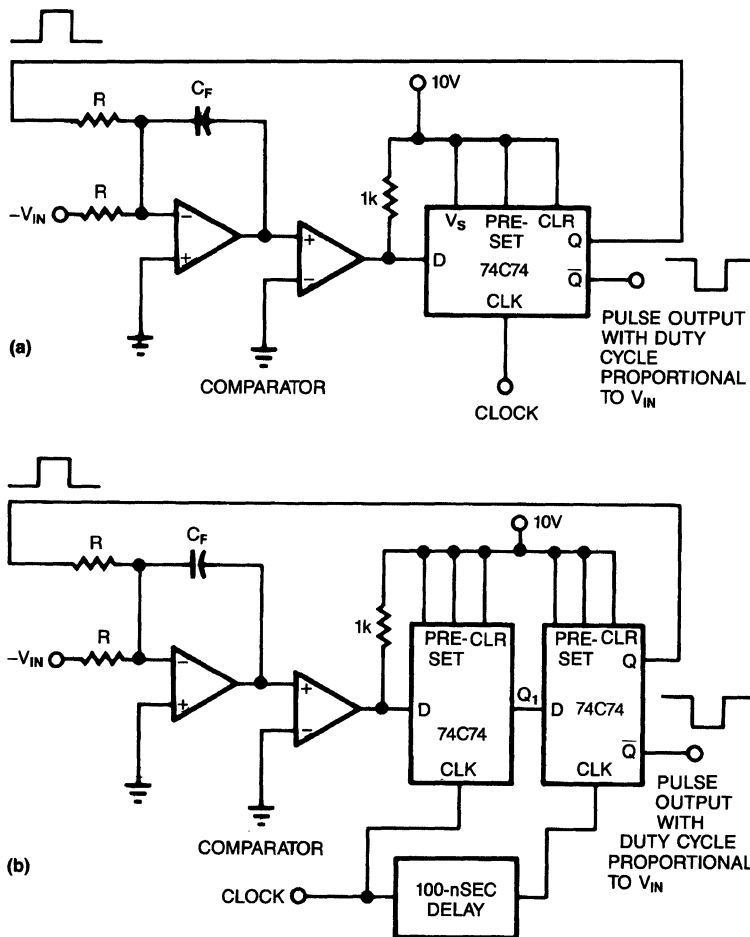 R
C_F
10V
R
1k
−V_IN
−
+
+
−
V_S
PRE-
SET
CLR
Q
D
74C74
Q̅
CLK
PULSE OUTPUT
WITH DUTY
CYCLE
PROPORTIONAL
TO V_IN
(a)
COMPARATOR
CLOCK
10V
R
C_F
R
1k
−V_IN
−
+
+
−
PRE-
SET
CLR
D
74C74
CLK
Q_1
PRE-
SET
CLR
Q
D
74C74
Q̅
CLK
PULSE
OUTPUT
WITH
DUTY CYCLE
PROPORTIONAL
TO V_IN
COMPARATOR
(b)
CLOCK
100-nSEC
DELAY